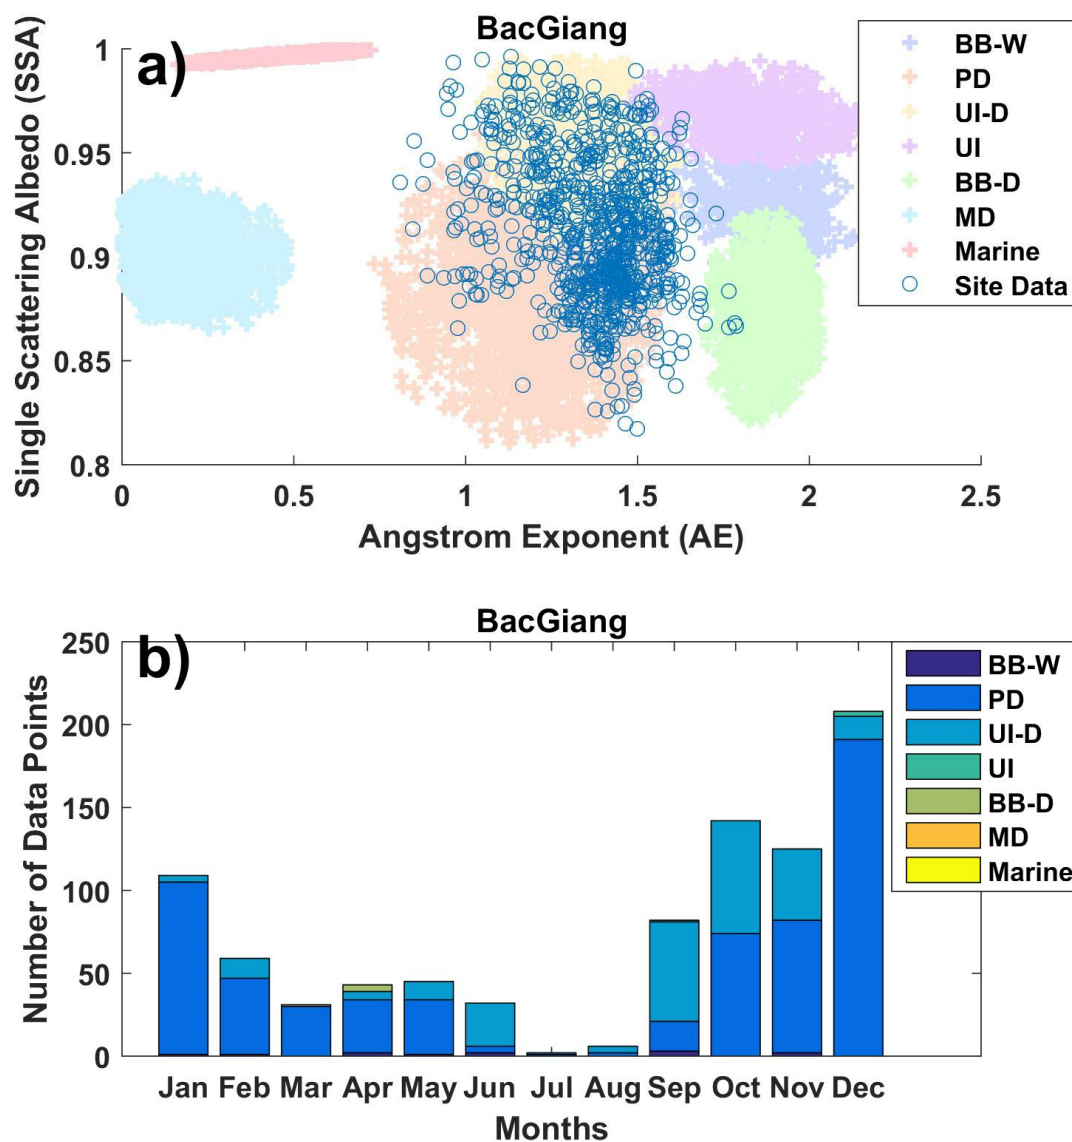 BacGiang
a)
Single Scattering Albedo (SSA)
1
0.95
0.9
0.85
0.8
0
0.5
1
1.5
2
2.5
Angstrom Exponent (AE)
BB-W
PD
UI-D
UI
BB-D
MD
Marine
Site Data
BacGiang
b)
Number of Data Points
250
200
150
100
50
0
Jan Feb Mar Apr May Jun Jul Aug Sep Oct Nov Dec
Months
BB-W
PD
UI-D
UI
BB-D
MD
Marine